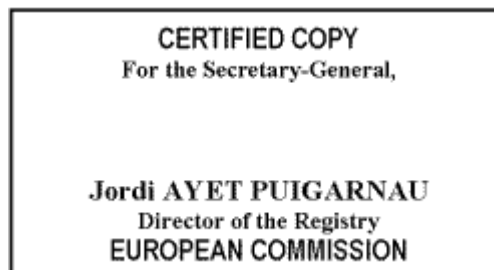 CERTIFIED COPY
For the Secretary-General,
Jordi AYET PUIGARNAU
Director of the Registry
EUROPEAN COMMISSION